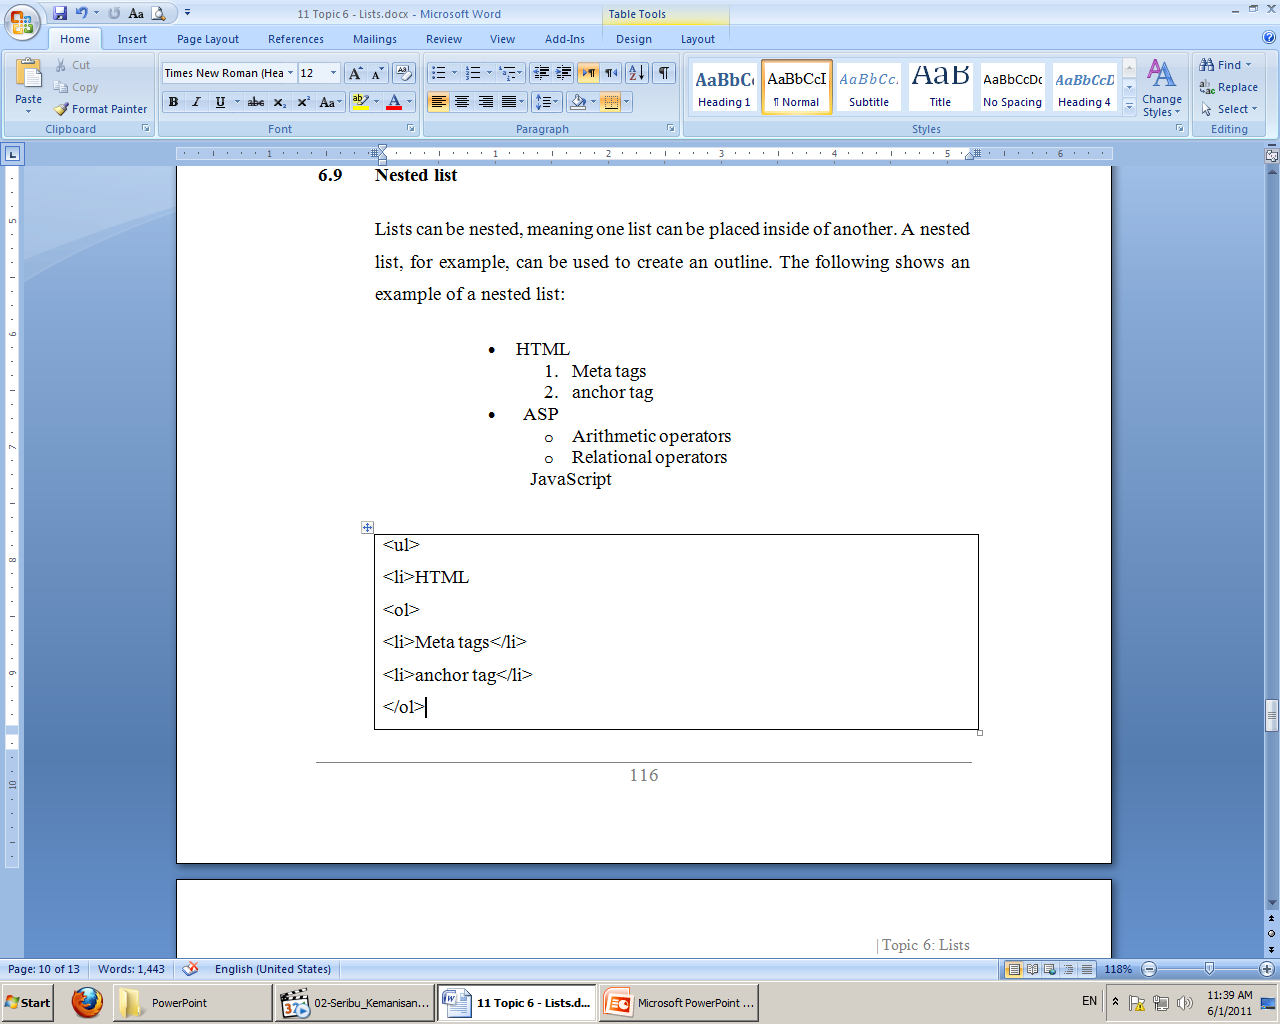 11 Topic 6 - Lists.docx - Microsoft Word
Table Tools
Home Insert Page Layout References Mailings Review View Add-Ins Design Layout
Paste
Cut
Copy
Format Painter
Clipboard
Times New Roman (Hea 12
Font
Paragraph
AaBbC AaBbCcI AaBbCc. AaB AaBbCcDc AaBbCcD
Heading 1 ¶ Normal Subtitle Title No Spacing Heading 4
Change Styles
Styles
Find
Replace
Select
Editing
1 1 2 3 4 5 6
6.9 Nested list
Lists can be nested, meaning one list can be placed inside of another. A nested
list, for example, can be used to create an outline. The following shows an
example of a nested list:
• HTML
1. Meta tags
2. anchor tag
• ASP
o Arithmetic operators
o Relational operators
JavaScript
<ul>
<li>HTML
<ol>
<li>Meta tags</li>
<li>anchor tag</li>
</ol>
116
| Topic 6: Lists
Page: 10 of 13 Words: 1,443 English (United States) 118%
Start PowerPoint 02-Seribu_Kemanisan... 11 Topic 6 - Lists.d... Microsoft PowerPoint ... EN 11:39 AM
6/1/2011